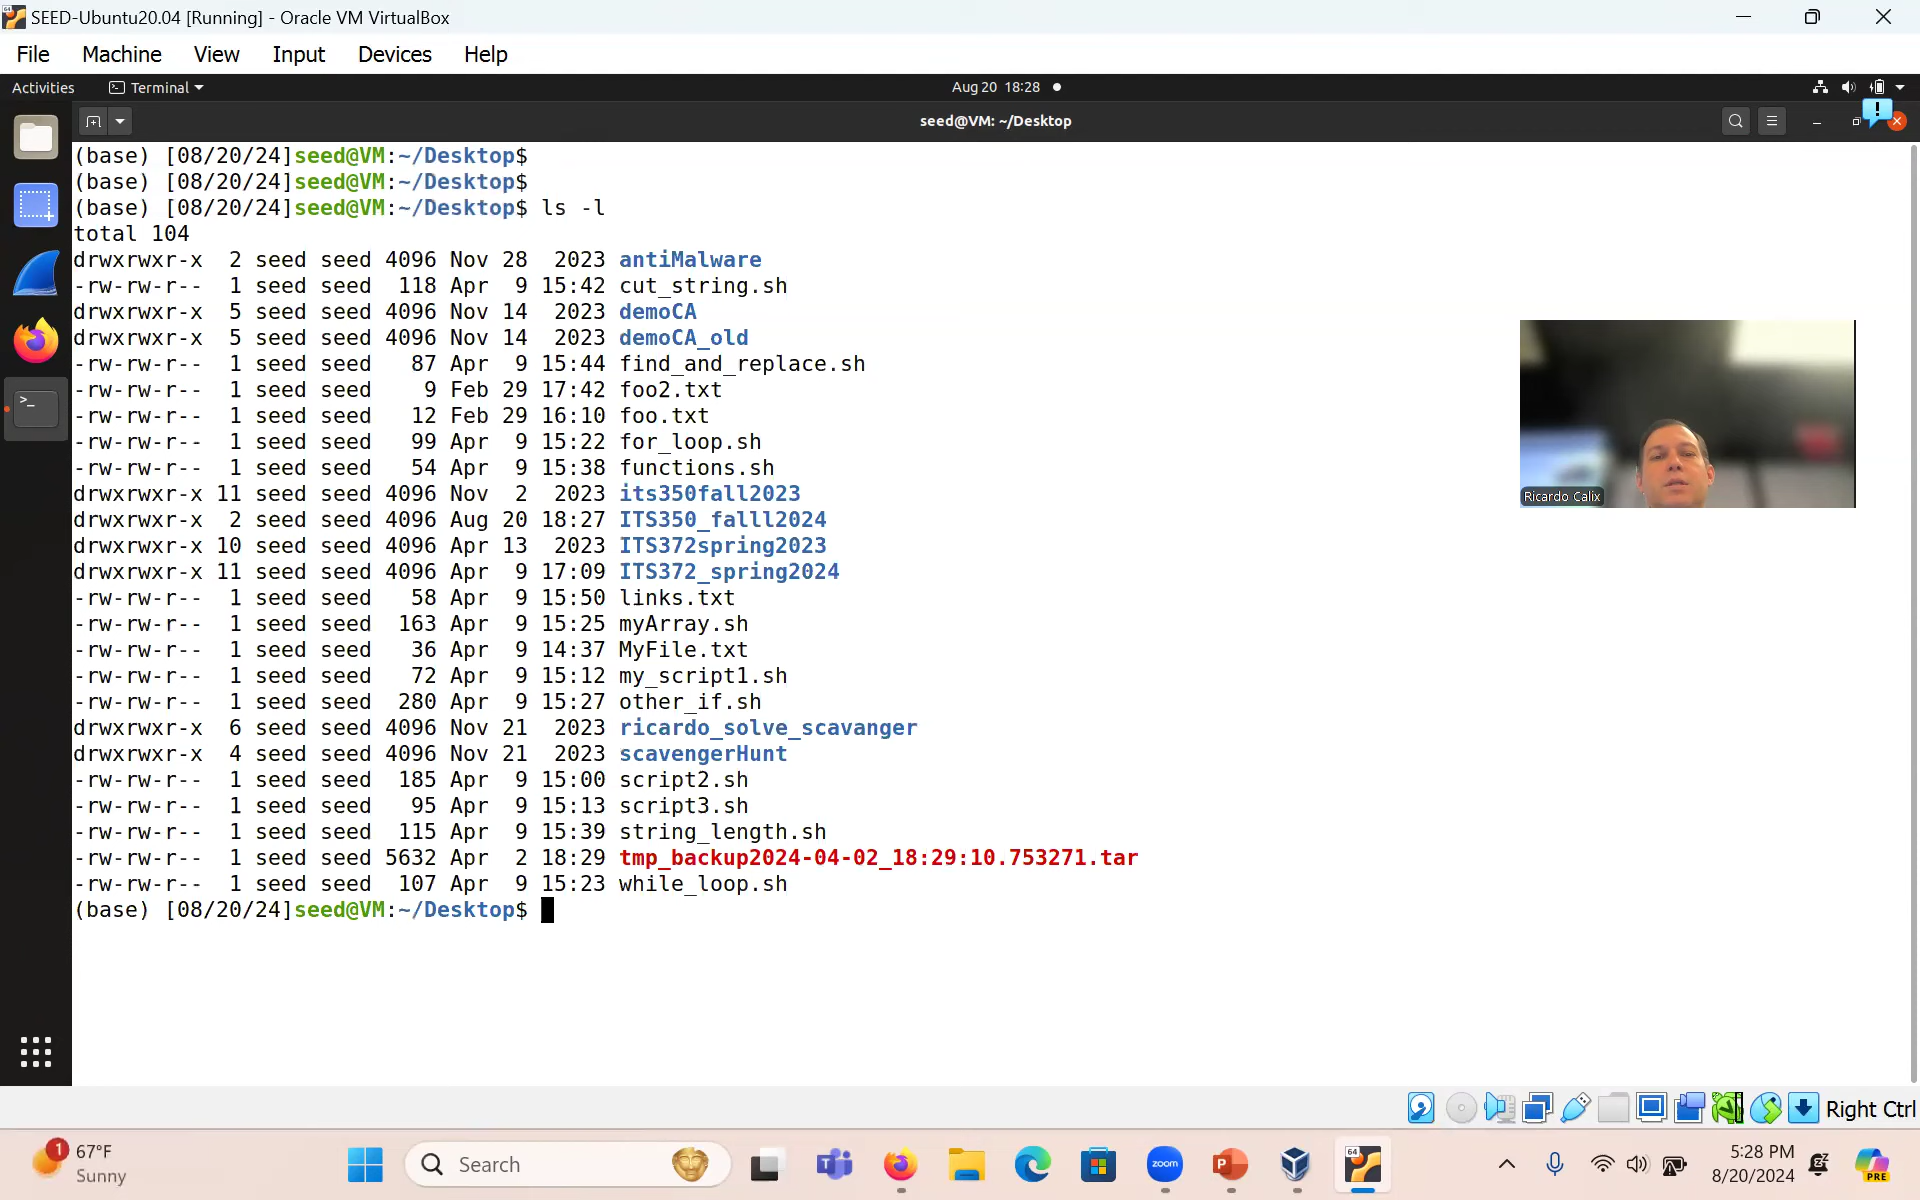 SEED-Ubuntu20.04 [Running] - Oracle VM VirtualBox
File Machine View Input Devices Help
Activities Terminal Aug 20 18:28
seed@VM: ~/Desktop
(base) [08/20/24]seed@VM:~/Desktop$
(base) [08/20/24]seed@VM:~/Desktop$
(base) [08/20/24]seed@VM:~/Desktop$ ls -l
total 104
drwxrwxr-x 2 seed seed 4096 Nov 28 2023 antiMalware
-rw-rw-r-- 1 seed seed 118 Apr 9 15:42 cut_string.sh
drwxrwxr-x 5 seed seed 4096 Nov 14 2023 demoCA
drwxrwxr-x 5 seed seed 4096 Nov 14 2023 demoCA_old
-rw-rw-r-- 1 seed seed 87 Apr 9 15:44 find_and_replace.sh
-rw-rw-r-- 1 seed seed 9 Feb 29 17:42 foo2.txt
-rw-rw-r-- 1 seed seed 12 Feb 29 16:10 foo.txt
-rw-rw-r-- 1 seed seed 99 Apr 9 15:22 for_loop.sh
-rw-rw-r-- 1 seed seed 54 Apr 9 15:38 functions.sh
drwxrwxr-x 11 seed seed 4096 Nov 2 2023 its350fall2023
drwxrwxr-x 2 seed seed 4096 Aug 20 18:27 ITS350_falll2024
drwxrwxr-x 10 seed seed 4096 Apr 13 2023 ITS372spring2023
drwxrwxr-x 11 seed seed 4096 Apr 9 17:09 ITS372_spring2024
-rw-rw-r-- 1 seed seed 58 Apr 9 15:50 links.txt
-rw-rw-r-- 1 seed seed 163 Apr 9 15:25 myArray.sh
-rw-rw-r-- 1 seed seed 36 Apr 9 14:37 MyFile.txt
-rw-rw-r-- 1 seed seed 72 Apr 9 15:12 my_script1.sh
-rw-rw-r-- 1 seed seed 280 Apr 9 15:27 other_if.sh
drwxrwxr-x 6 seed seed 4096 Nov 21 2023 ricardo_solve_scavanger
drwxrwxr-x 4 seed seed 4096 Nov 21 2023 scavengerHunt
-rw-rw-r-- 1 seed seed 185 Apr 9 15:00 script2.sh
-rw-rw-r-- 1 seed seed 95 Apr 9 15:13 script3.sh
-rw-rw-r-- 1 seed seed 115 Apr 9 15:39 string_length.sh
-rw-rw-r-- 1 seed seed 5632 Apr 2 18:29 tmp_backup2024-04-02_18:29:10.753271.tar
-rw-rw-r-- 1 seed seed 107 Apr 9 15:23 while_loop.sh
(base) [08/20/24]seed@VM:~/Desktop$
Ricardo Calix
Right Ctrl
1
67°F
Sunny
Search
zoom
64
5:28 PM
8/20/2024
PRE